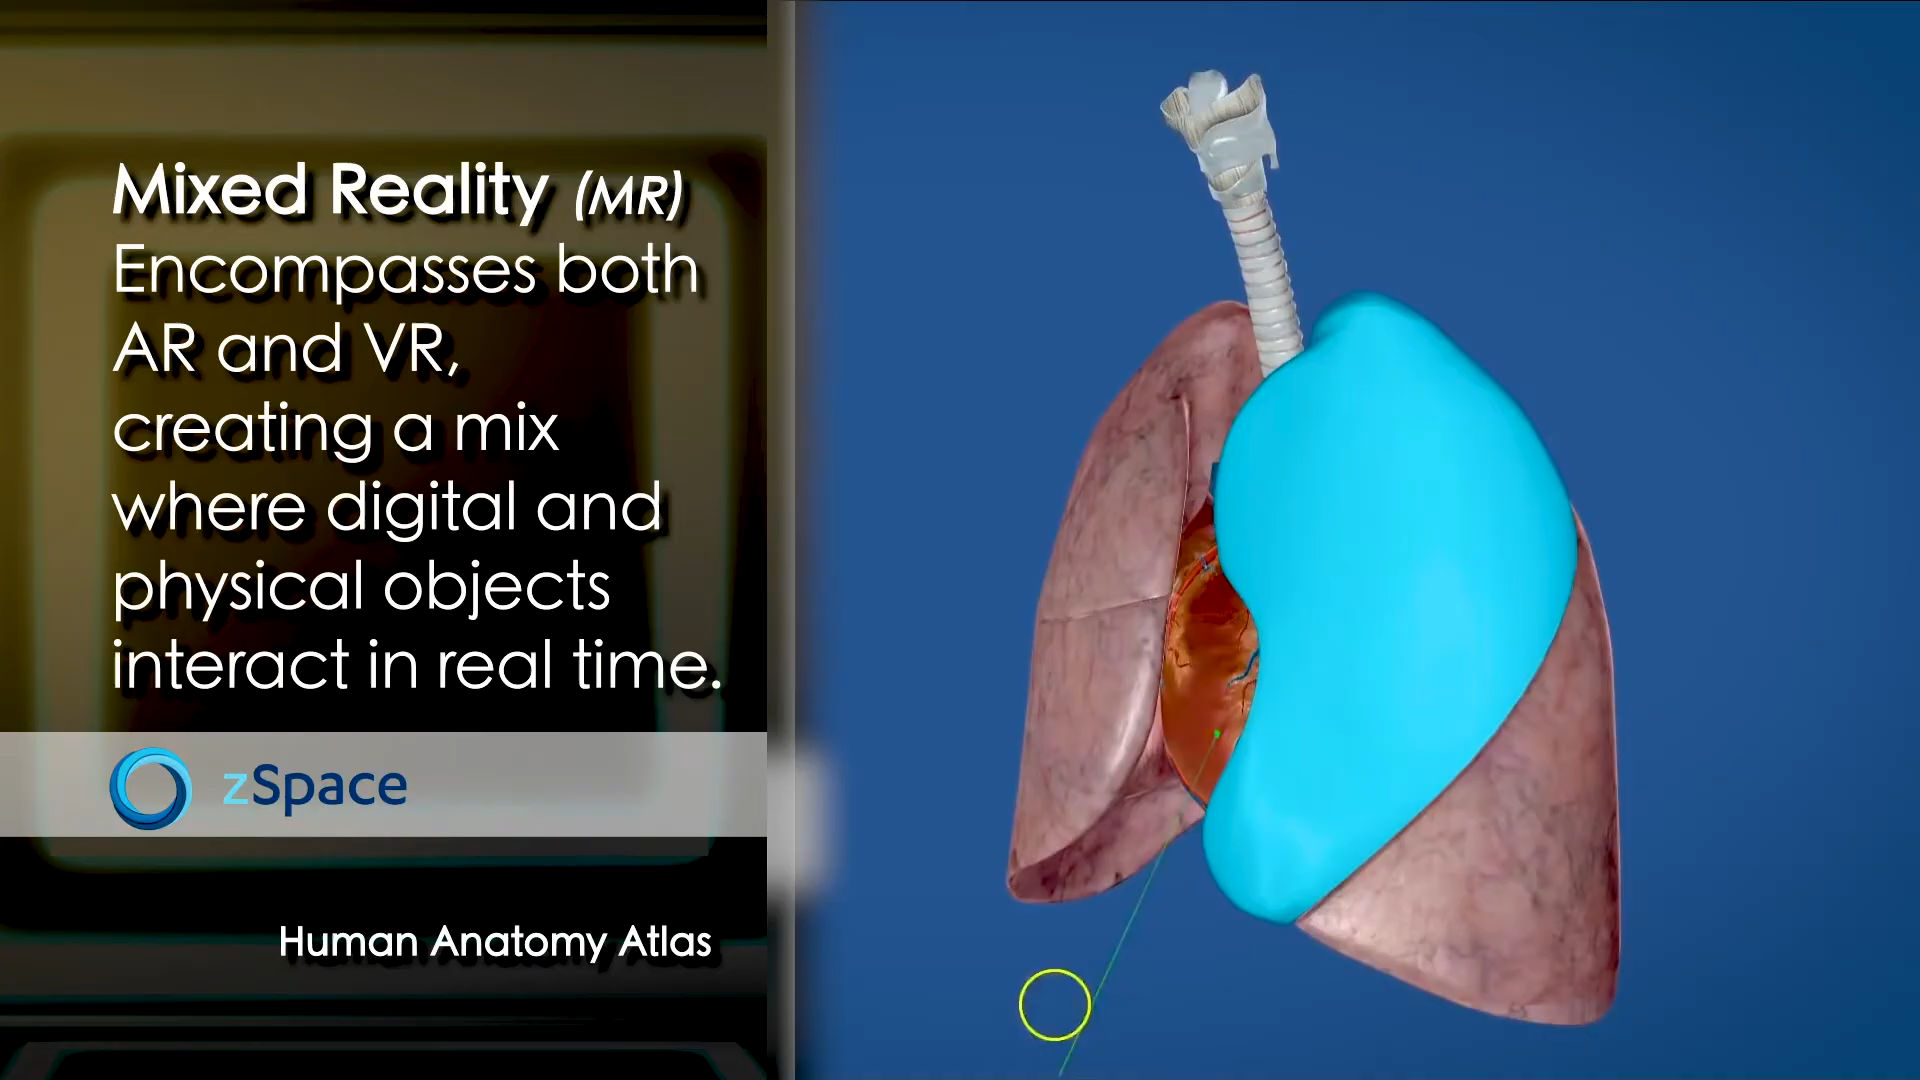 Mixed Reality (MR)
Encompasses both
AR and VR,
creating a mix
where digital and
physical objects
interact in real time.
zSpace
Human Anatomy Atlas